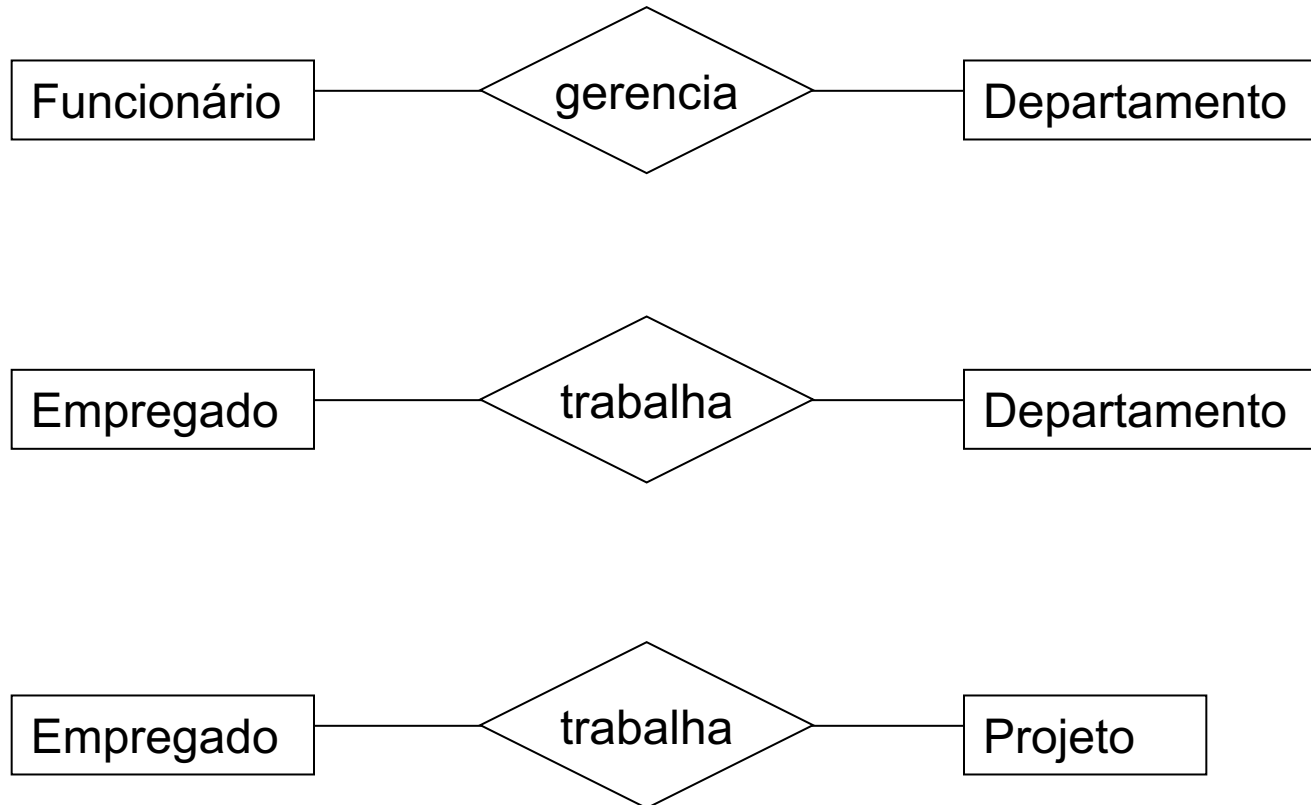 Funcionário gerencia Departamento
Empregado trabalha Departamento
Empregado trabalha Projeto